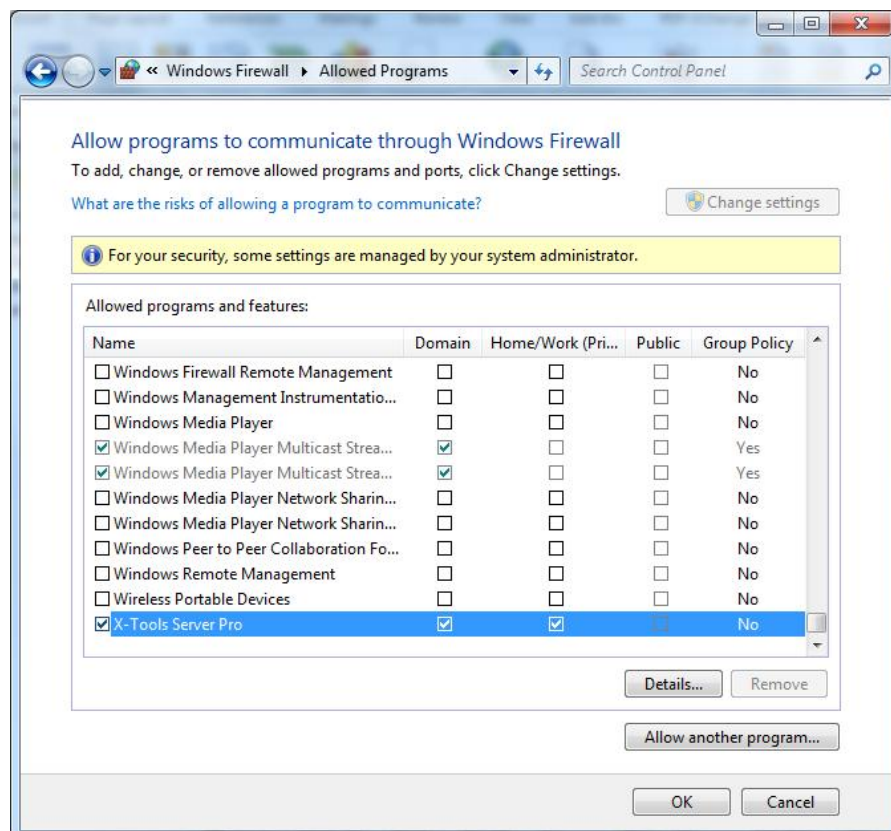 « Windows Firewall ▸ Allowed Programs
Search Control Panel
Allow programs to communicate through Windows Firewall
To add, change, or remove allowed programs and ports, click Change settings.
What are the risks of allowing a program to communicate?
Change settings
For your security, some settings are managed by your system administrator.
Allowed programs and features:
Name Domain Home/Work (Pri... Public Group Policy
Windows Firewall Remote Management No
Windows Management Instrumentatio... No
Windows Media Player No
Windows Media Player Multicast Strea... Yes
Windows Media Player Multicast Strea... Yes
Windows Media Player Network Sharin... No
Windows Media Player Network Sharin... No
Windows Peer to Peer Collaboration Fo... No
Windows Remote Management No
Wireless Portable Devices No
X-Tools Server Pro No
Details... Remove
Allow another program...
OK Cancel